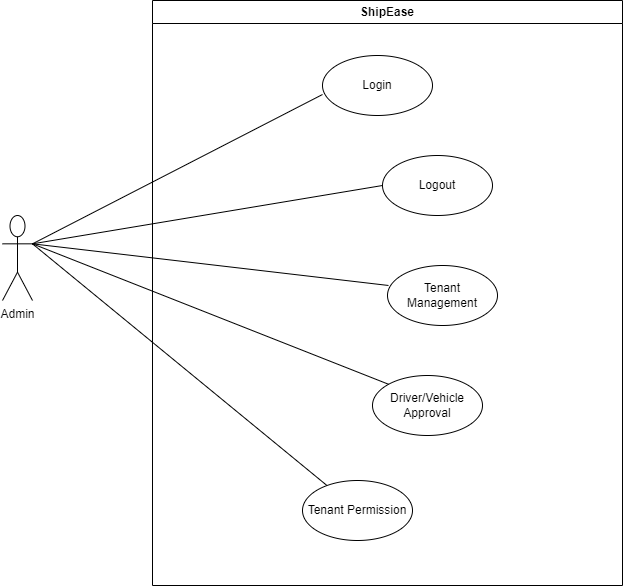 ShipEase
Login
Logout
Tenant
Management
Admin
Driver/Vehicle
Approval
Tenant Permission